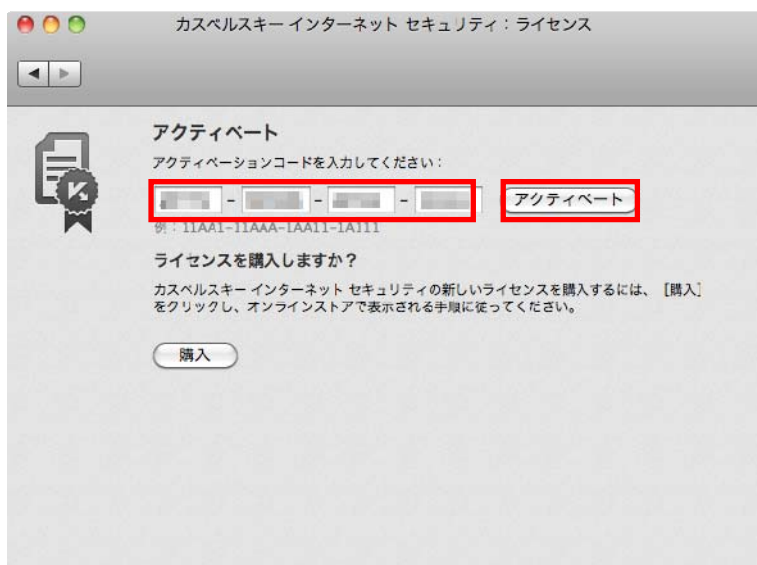 カスペルスキー インターネット セキュリティ：ライセンス
アクティベート
アクティベーションコードを入力してください：
- - - アクティベート
例：11AA1-11AAA-1AA11-1A111
ライセンスを購入しますか？
カスペルスキー インターネット セキュリティの新しいライセンスを購入するには、［購入］
をクリックし、オンラインストアで表示される手順に従ってください。
購入